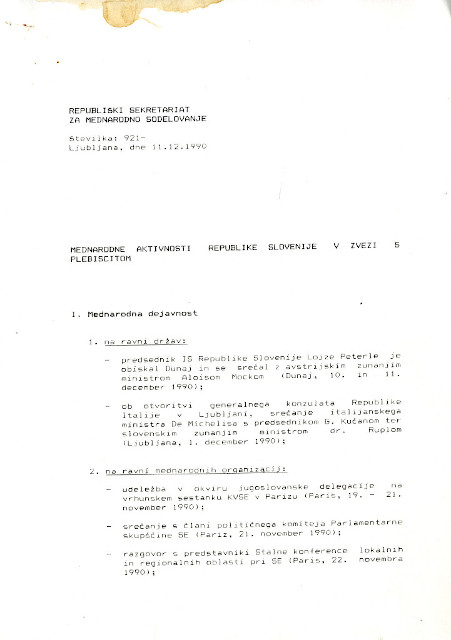 REPUBLIŠKI SEKRETARIAT
ZA MEDNARODNO SODELOVANJE
Številka: 921-
Ljubljana, dne 11.12.1990
MEDNARODNE AKTIVNOSTI REPUBLIKE SLOVENIJE V ZVEZI S
PLEBISCITOM
I. Mednarodna dejavnost
1. na ravni držav:
- predsednik IS Republike Slovenije Lojze Peterle je
obiskal Dunaj in se srečal z avstrijskim zunanjim
ministrom Aloisom Mockom (Dunaj, 10. in 11.
december 1990);
- ob otvoritvi generalnega konzulata Republike
Italije v Ljubljani, srečanje italijanskega
ministra De Michelisa s predsednikom G. Kučanom ter
slovenskim zunanjim ministrom dr. Ruplom
(Ljubljana, 1. december 1990);
2. na ravni mednarodnih organizacij:
- udeležba v okviru jugoslovanske delegacije na
vrhunskem sestanku KVSE v Parizu (Paris, 19. - 21.
november 1990);
- srečanje s člani političnega komiteja Parlamentarne
skupščine SE (Pariz, 21. november 1990);
- razgovor s predstavniki Stalne konference lokalnih
in regionalnih oblasti pri SE (Paris, 22. novembra
1990);